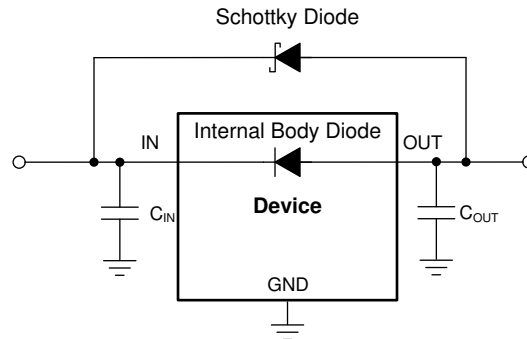 Schottky Diode
Internal Body Diode
IN
OUT
Device
C_IN
C_OUT
GND